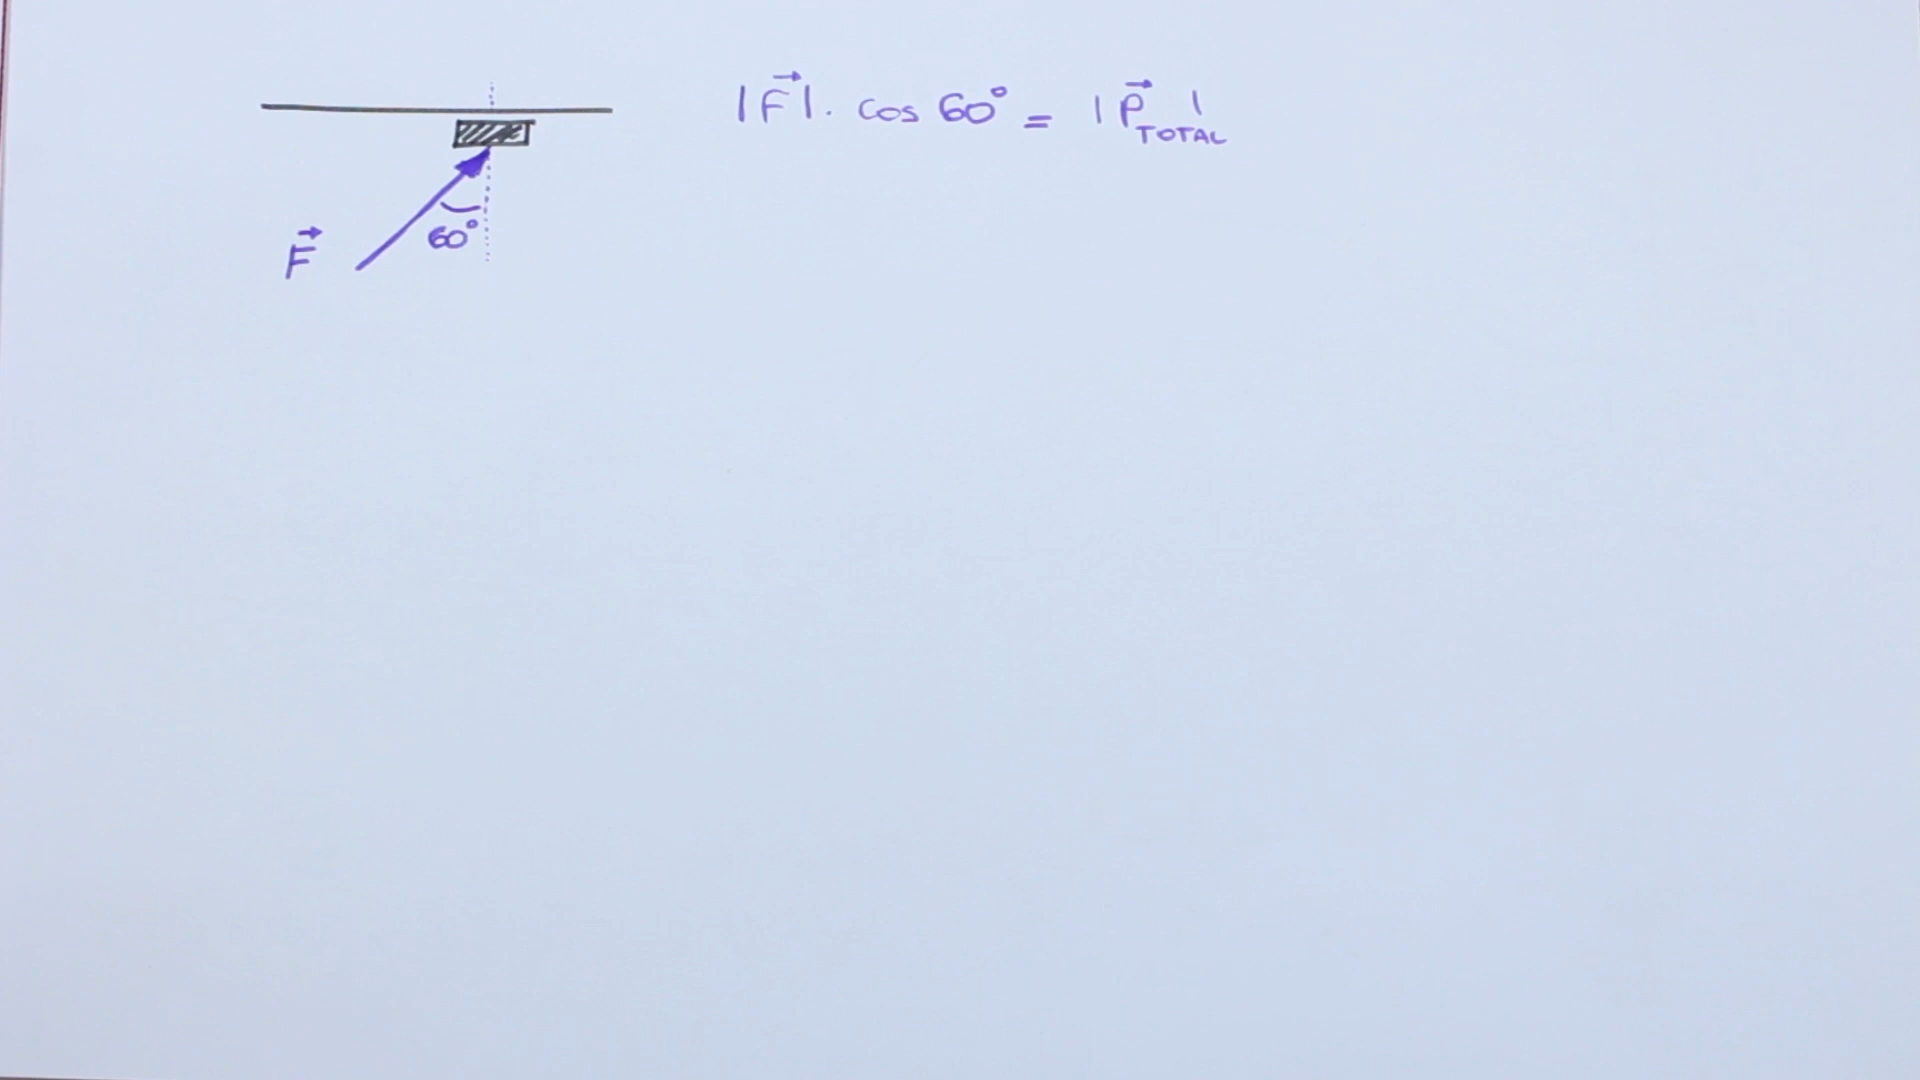 |F⃗|. cos 60° = |P⃗ TOTAL|
60°
F⃗